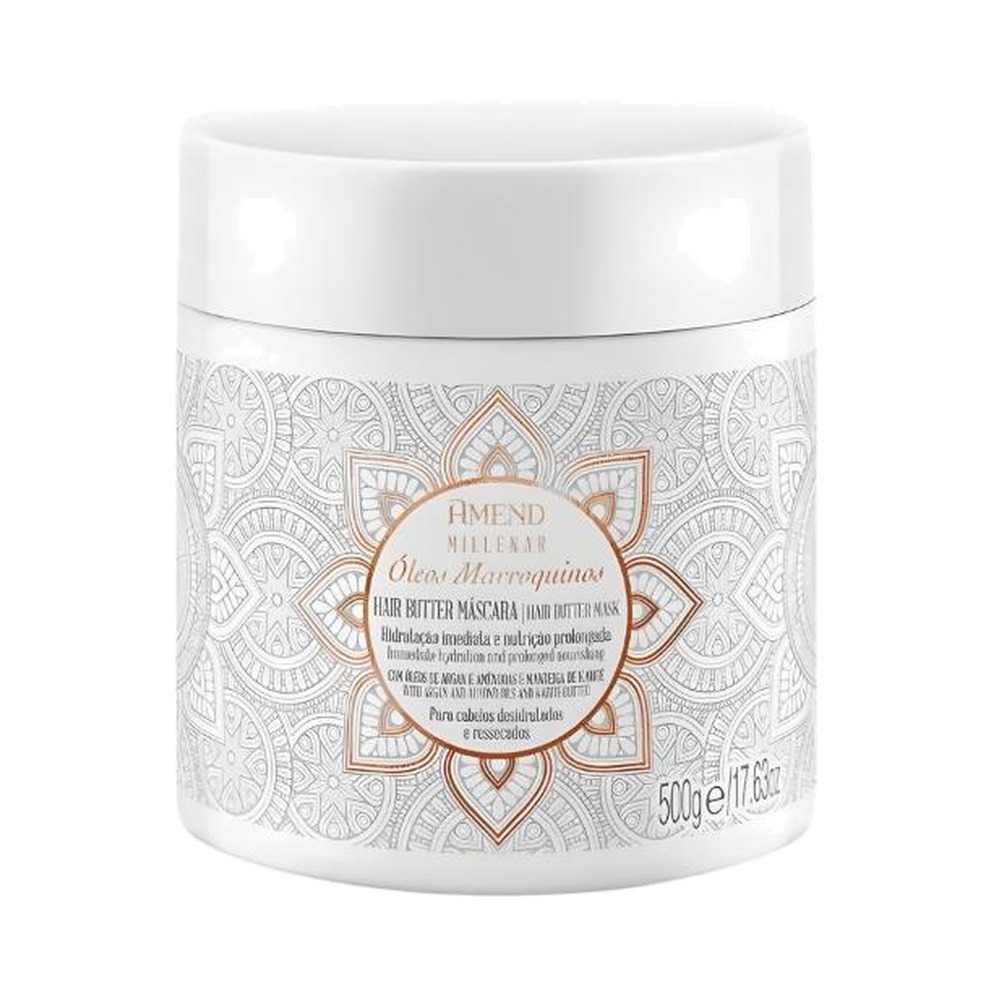 AMEND
MILLENAR
Óleos Marroquinos
HAIR BUTTER MÁSCARA | HAIR BUTTER MASK
Hidratação imediata e nutrição prolongada
Immediate hydration and prolonged nourishing
COM ÓLEOS DE ARGAN E AMÊNDOAS E MANTEIGA DE KARITÉ
WITH ARGAN AND ALMOND OILS AND KARITE BUTTER
Para cabelos desidratados
e ressecados
500g e/17.63oz